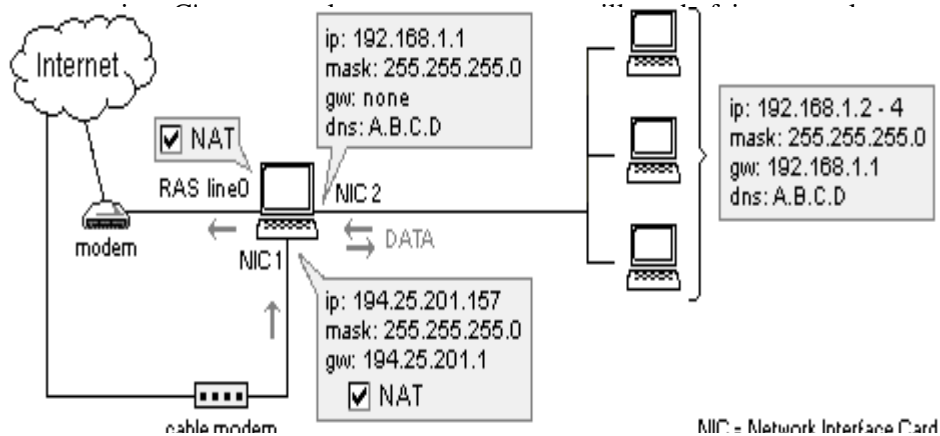 Internet
ip: 192.168.1.1
mask: 255.255.255.0
gw: none
dns: A.B.C.D
NAT
RAS line0
NIC 2
modem
DATA
NIC 1
ip: 194.25.201.157
mask: 255.255.255.0
gw: 194.25.201.1
NAT
ip: 192.168.1.2 - 4
mask: 255.255.255.0
gw: 192.168.1.1
dns: A.B.C.D
cable modem
NIC = Network Interface Card